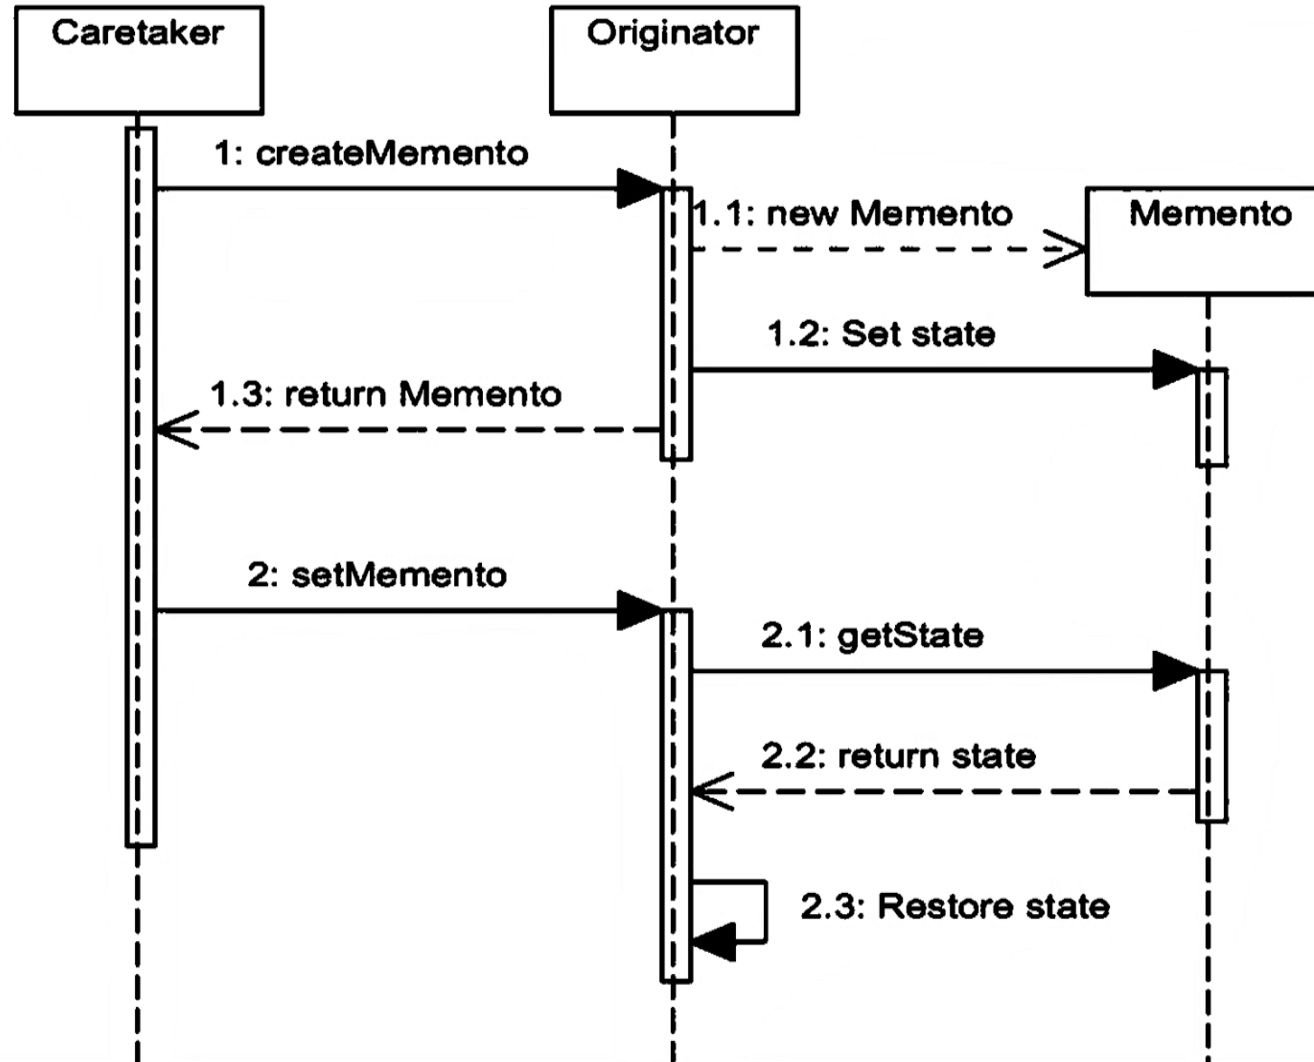 Caretaker
Originator
1: createMemento
1.1: new Memento
Memento
1.2: Set state
1.3: return Memento
2: setMemento
2.1: getState
2.2: return state
2.3: Restore state